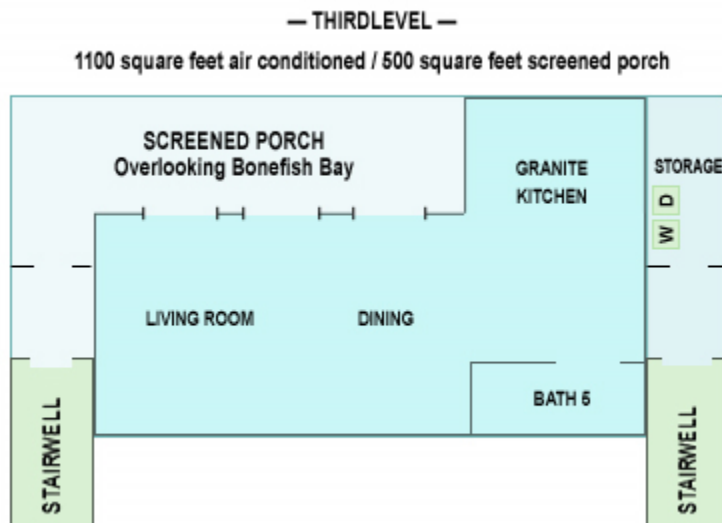 — THIRDLEVEL —
1100 square feet air conditioned / 500 square feet screened porch
SCREENED PORCH
Overlooking Bonefish Bay
GRANITE
KITCHEN
STORAGE
D
W
LIVING ROOM
DINING
BATH 5
STAIRWELL
STAIRWELL